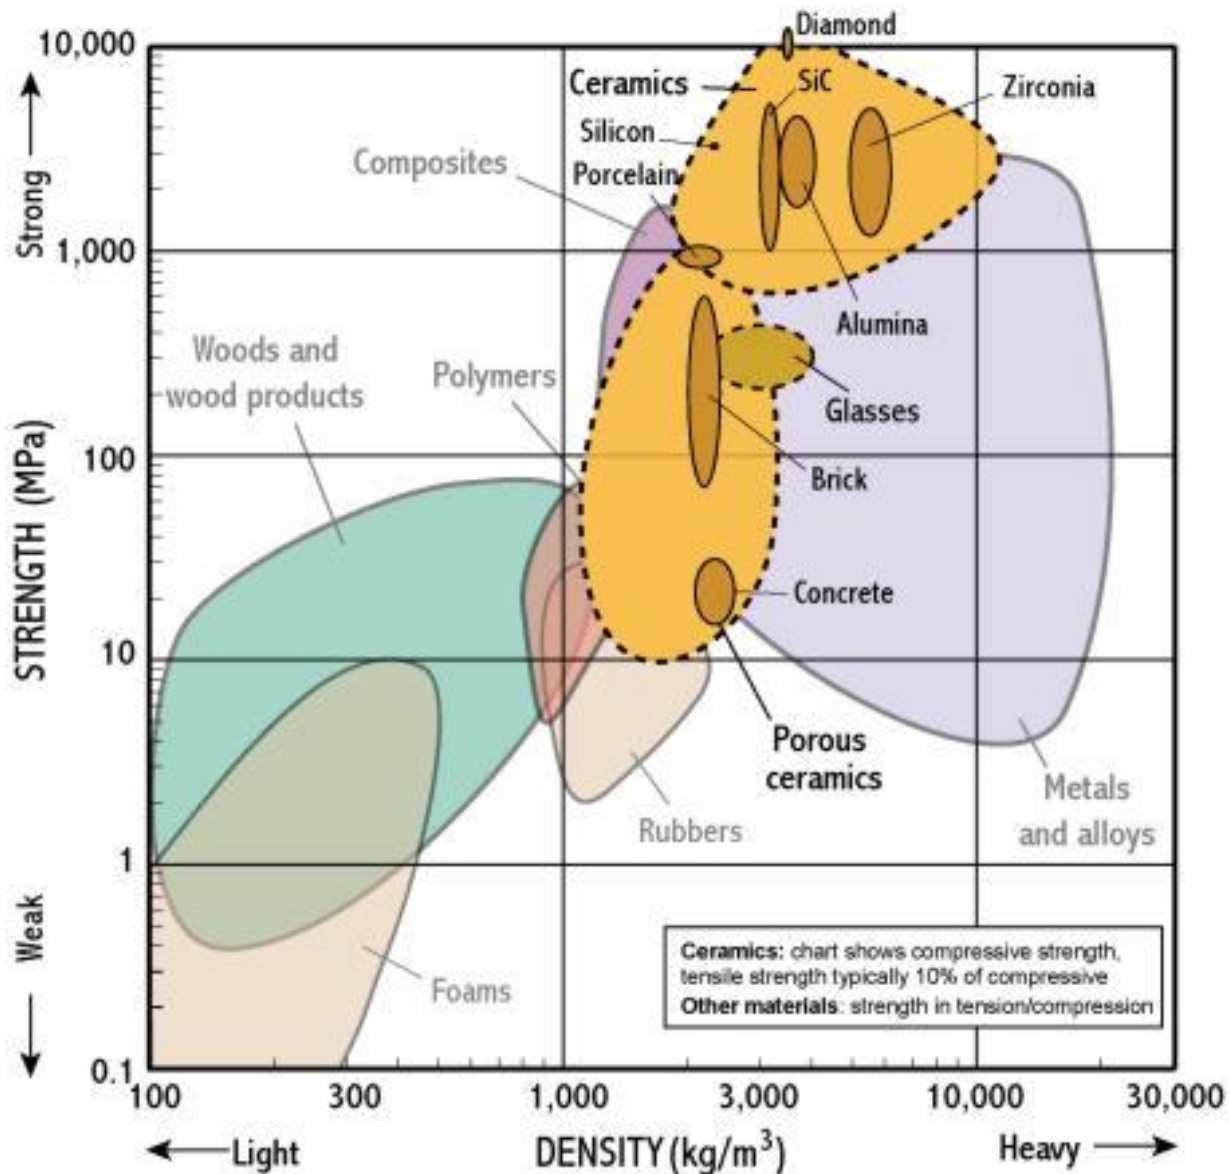 Diamond
10,000
Ceramics
SiC
Zirconia
Silicon
Composites
Porcelain
Strong
1,000
Alumina
Woods and
wood products
Polymers
Glasses
100
Brick
STRENGTH (MPa)
Concrete
10
Porous
ceramics
Rubbers
Metals
and alloys
1
Weak
Foams
Ceramics: chart shows compressive strength,
tensile strength typically 10% of compressive
Other materials: strength in tension/compression
0.1
100 300 1,000 3,000 10,000 30,000
Light DENSITY (kg/m³) Heavy